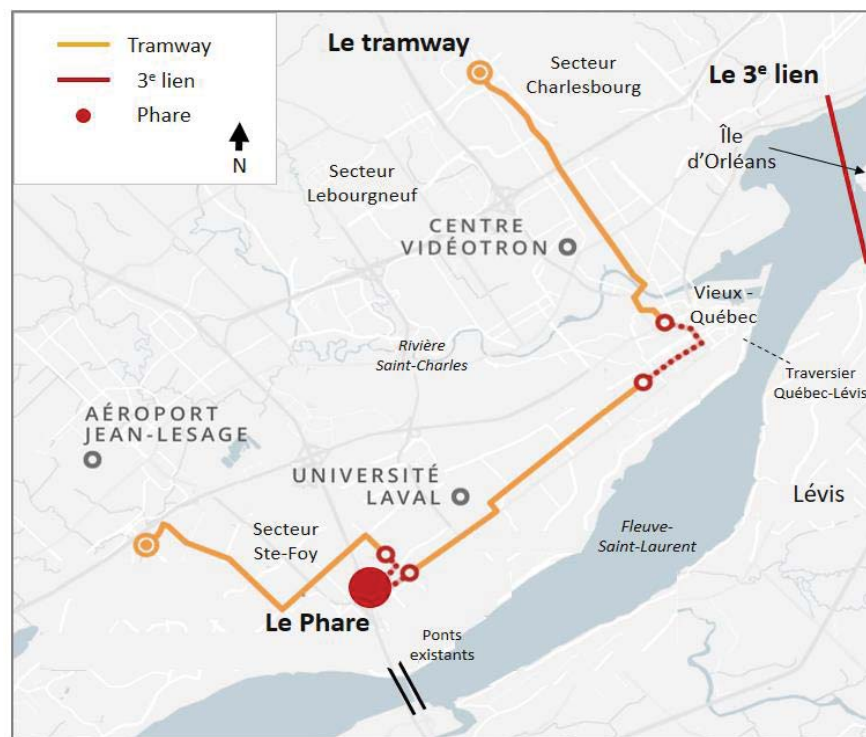 Tramway
3e lien
Phare
N
Le tramway
Secteur
Charlesbourg
Le 3e lien
Île
d'Orléans
Secteur
Lebourgneuf
CENTRE
VIDÉOTRON
Vieux -
Québec
Rivière
Saint-Charles
Traversier
Québec-Lévis
AÉROPORT
JEAN-LESAGE
UNIVERSITÉ
LAVAL
Lévis
Secteur
Ste-Foy
Fleuve-
Saint-Laurent
Le Phare
Ponts
existants